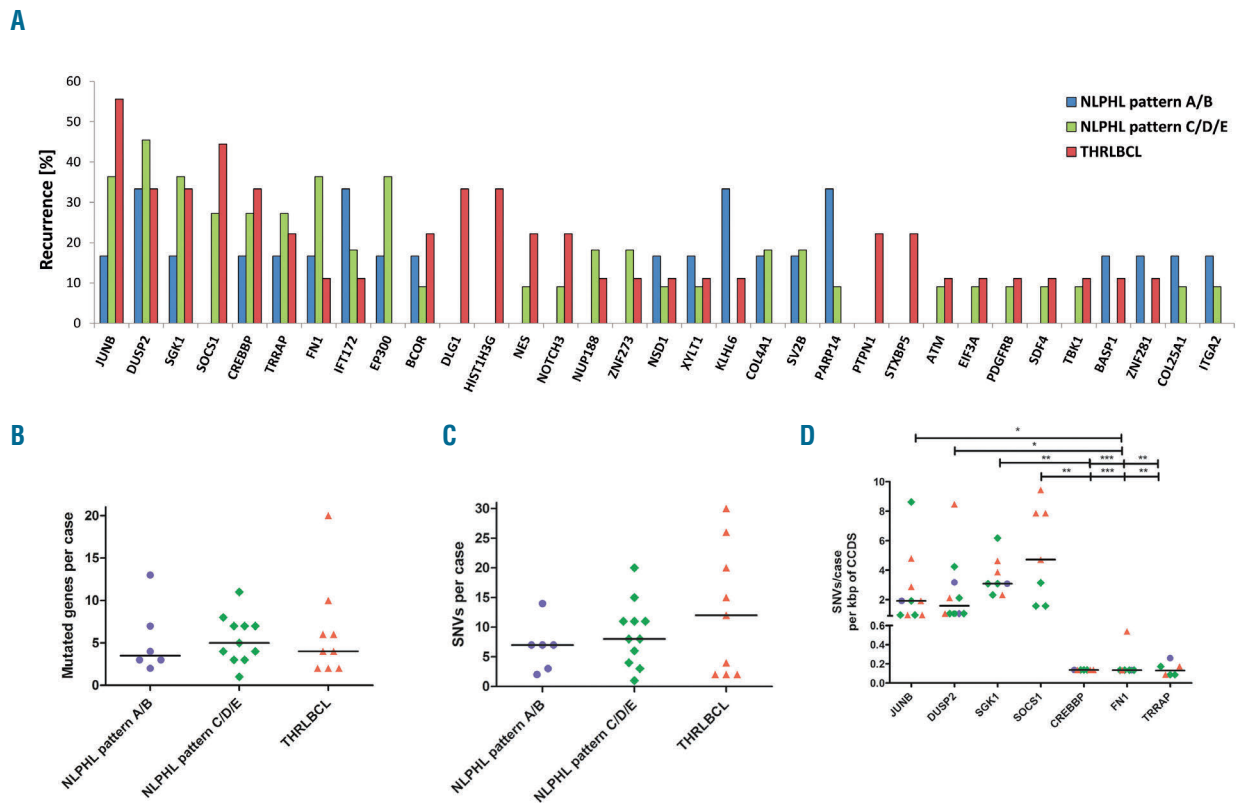 A
Recurrence [%]
60
50
40
30
20
10
0
NLPHL pattern A/B
NLPHL pattern C/D/E
THRLBCL
JUNB
DUSP2
SGK1
SOCS1
CREBBP
TRRAP
FN1
IFT172
EP300
BCOR
DLG1
HIST1H3G
NES
NOTCH3
NUP188
ZNF273
NSD1
XYLT1
KLHL6
COL4A1
SV2B
PARP14
PTPN1
STXBP5
ATM
EIF3A
PDGFRB
SDF4
TBK1
BASP1
ZNF281
COL25A1
ITGA2
B
Mutated genes per case
20
15
10
5
0
NLPHL pattern A/B
NLPHL pattern C/D/E
THRLBCL
C
SNVs per case
30
25
20
15
10
5
0
NLPHL pattern A/B
NLPHL pattern C/D/E
THRLBCL
D
*
*
** *** **
** *** **
SNVs/case
per kbp of CCDS
10
8
6
4
2
0.6
0.4
0.2
0.0
JUNB
DUSP2
SGK1
SOCS1
CREBBP
FN1
TRRAP